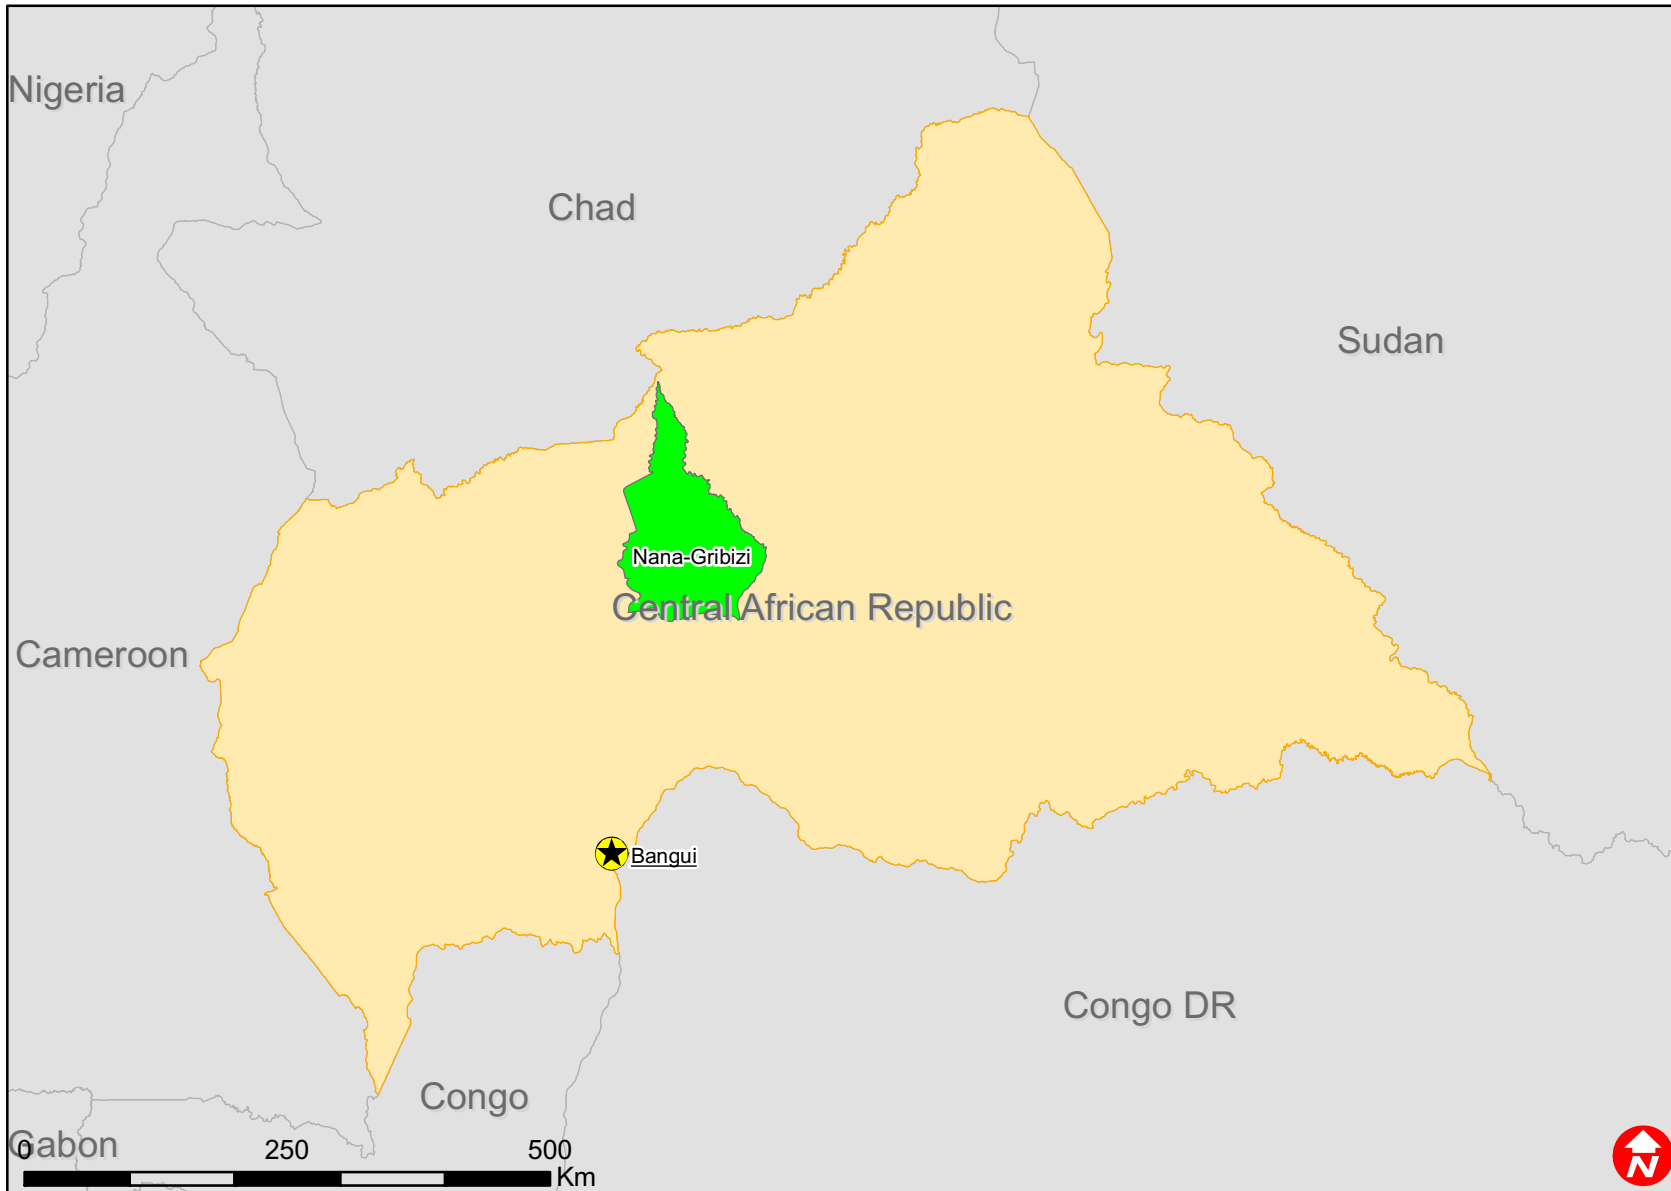 Nigeria
Chad
Sudan
Nana-Gribizi
Central African Republic
Cameroon
Bangui
Congo DR
Congo
Gabon
0 250 500
Km
N